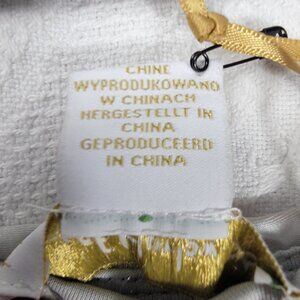 CHINE
WYPRODUKOWANO
W CHINACH
HERGESTELLT IN
CHINA
GEPRODUCEERD
IN CHINA